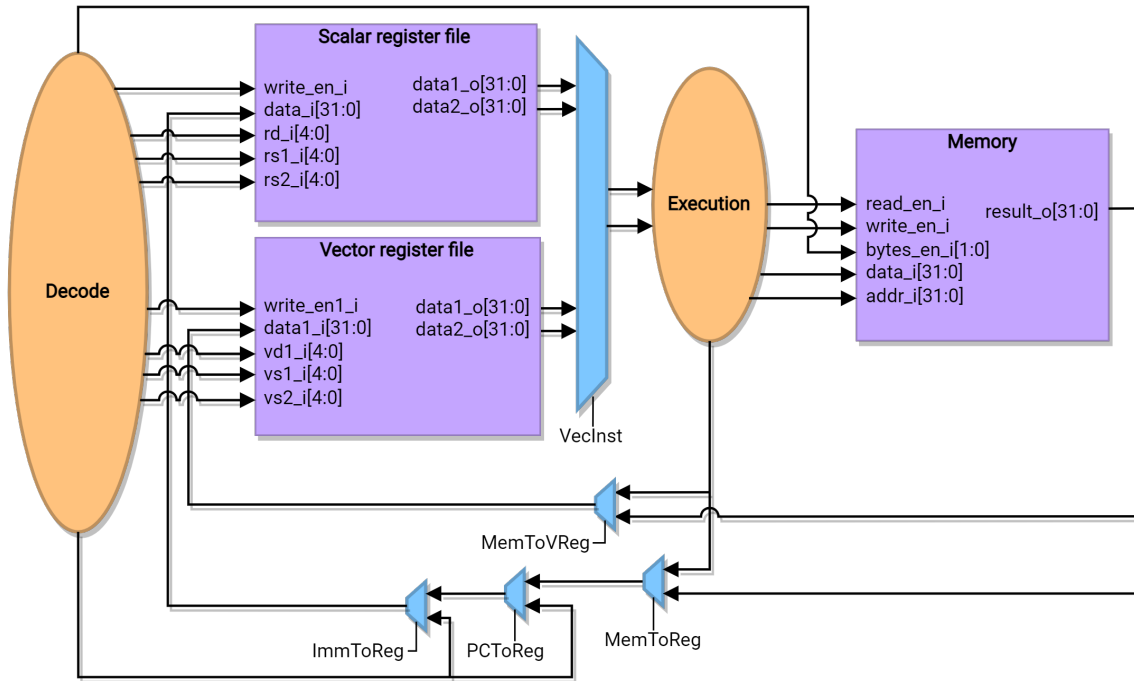 Scalar register file
write_en_i
data_i[31:0]
rd_i[4:0]
rs1_i[4:0]
rs2_i[4:0]
data1_o[31:0]
data2_o[31:0]
Vector register file
write_en1_i
data1_i[31:0]
vd1_i[4:0]
vs1_i[4:0]
vs2_i[4:0]
data1_o[31:0]
data2_o[31:0]
Decode
VecInst
Execution
Memory
read_en_i
write_en_i
bytes_en_i[1:0]
data_i[31:0]
addr_i[31:0]
result_o[31:0]
MemToVReg
ImmToReg
PCToReg
MemToReg